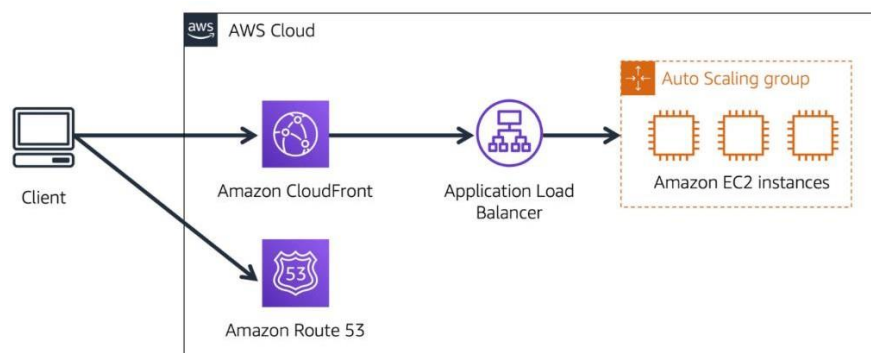 aws
AWS Cloud
Auto Scaling group
Client
Amazon CloudFront
Application Load
Balancer
Amazon EC2 instances
53
Amazon Route 53